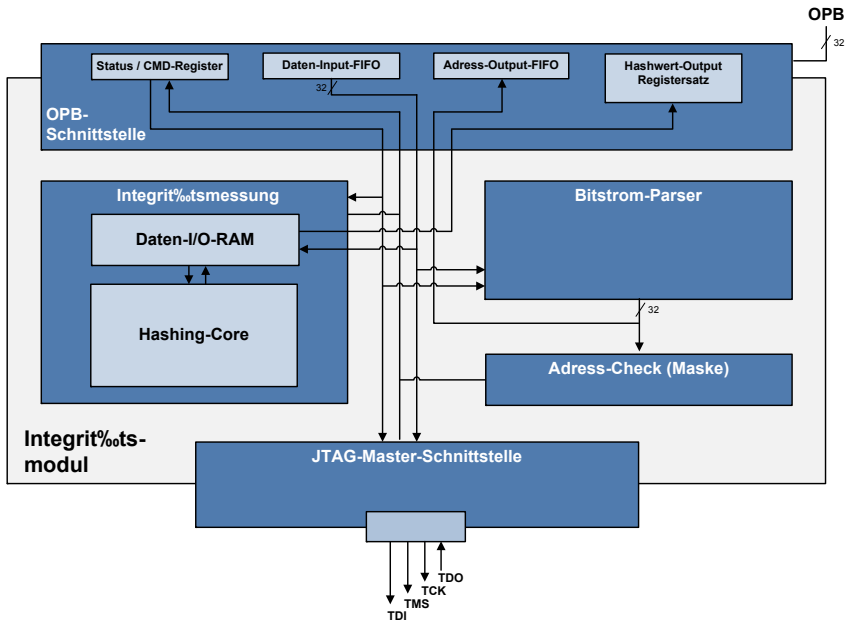 OPB
32
Status / CMD-Register
Daten-Input-FIFO
Adress-Output-FIFO
Hashwert-Output
Registersatz
32
OPB-
Schnittstelle
Integrit‰tsmessung
Bitstrom-Parser
Daten-I/O-RAM
Hashing-Core
32
Adress-Check (Maske)
Integrit‰ts-
modul
JTAG-Master-Schnittstelle
TDO
TCK
TMS
TDI